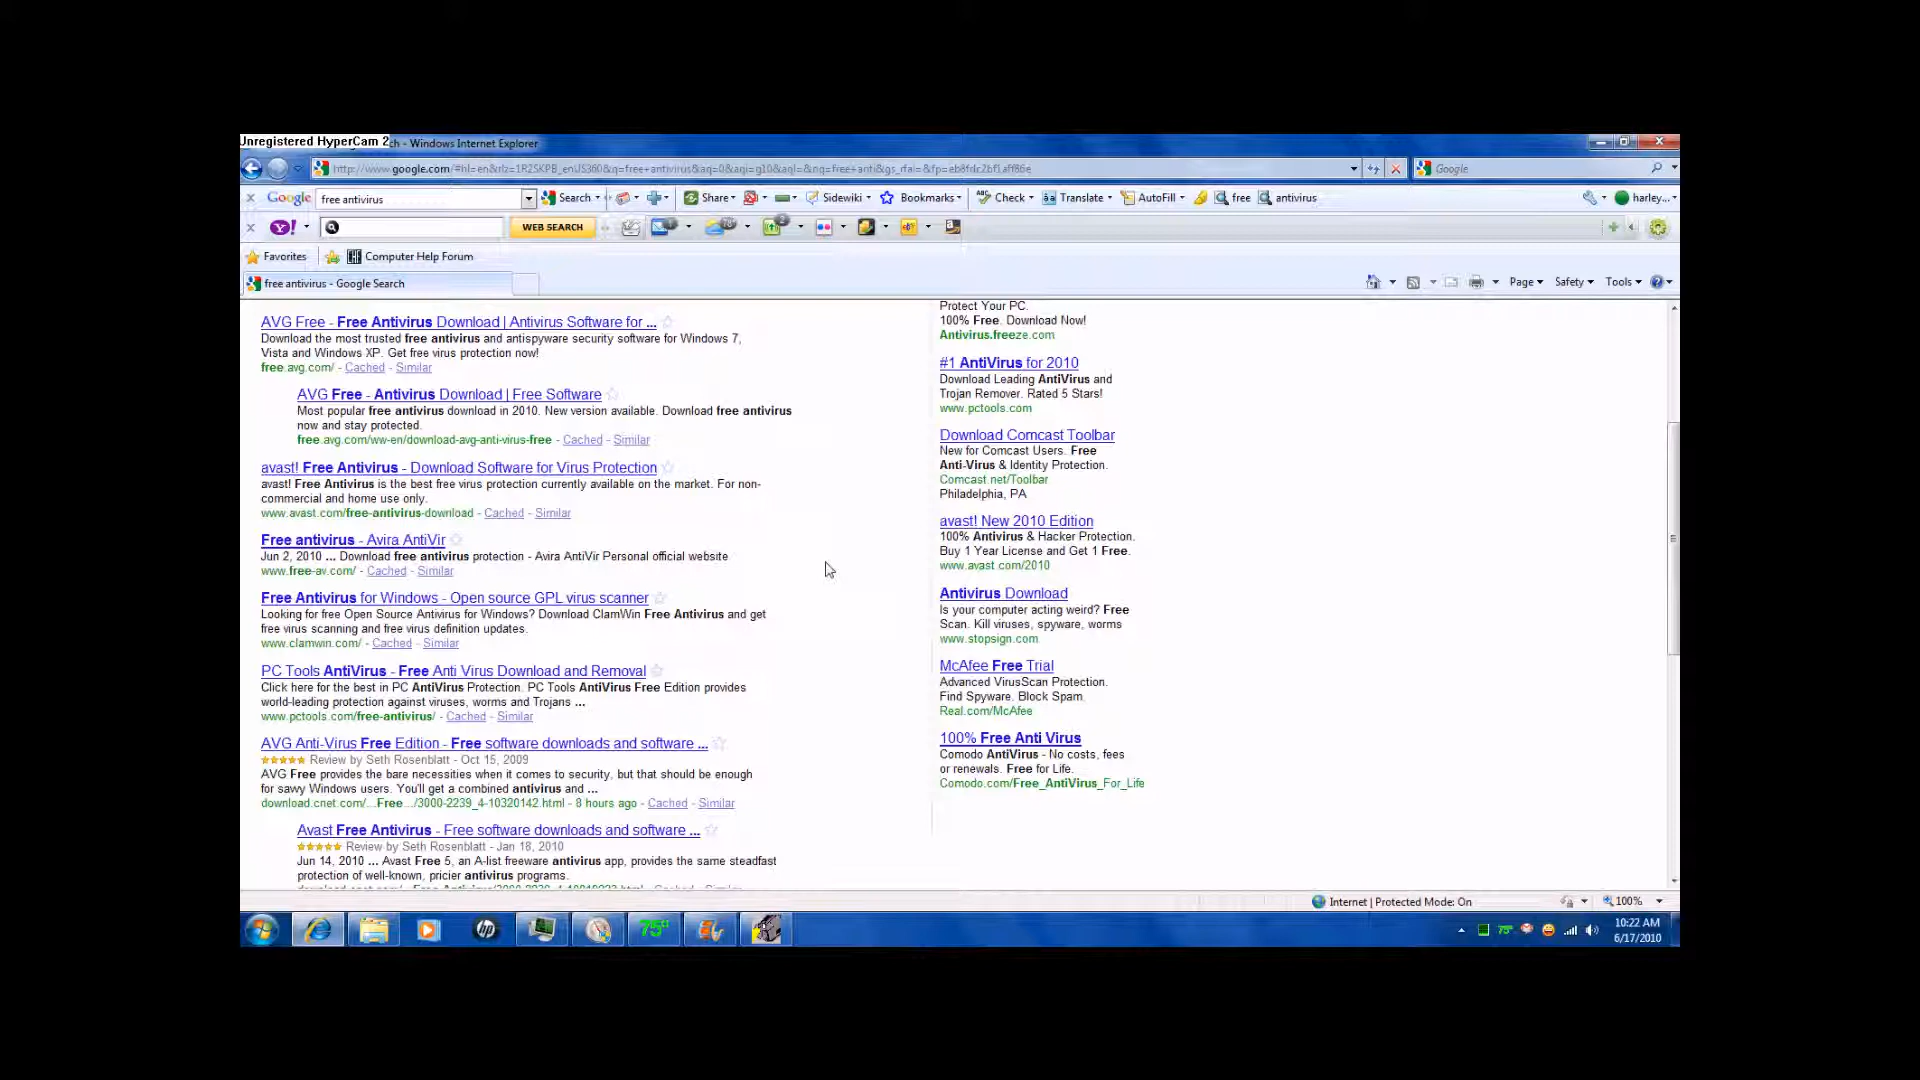 Unregistered HyperCam 2 ch - Windows Internet Explorer
Google
Google free antivirus Search Share Sidewiki Bookmarks Check Translate AutoFill free antivirus harley...
Y! WEB SEARCH
Favorites Computer Help Forum
free antivirus - Google Search Page Safety Tools
AVG Free - Free Antivirus Download | Antivirus Software for ...
Download the most trusted free antivirus and antispyware security software for Windows 7,
Vista and Windows XP. Get free virus protection now!
free.avg.com/ - Cached - Similar
AVG Free - Antivirus Download | Free Software
Most popular free antivirus download in 2010. New version available. Download free antivirus
now and stay protected.
free.avg.com/ww-en/download-avg-anti-virus-free - Cached - Similar
avast! Free Antivirus - Download Software for Virus Protection
avast! Free Antivirus is the best free virus protection currently available on the market. For non-
commercial and home use only.
www.avast.com/free-antivirus-download - Cached - Similar
Free antivirus - Avira AntiVir
Jun 2, 2010 ... Download free antivirus protection - Avira AntiVir Personal official website
www.free-av.com/ - Cached - Similar
Free Antivirus for Windows - Open source GPL virus scanner
Looking for free Open Source Antivirus for Windows? Download ClamWin Free Antivirus and get
free virus scanning and free virus definition updates.
www.clamwin.com/ - Cached - Similar
PC Tools AntiVirus - Free Anti Virus Download and Removal
Click here for the best in PC AntiVirus Protection. PC Tools AntiVirus Free Edition provides
world-leading protection against viruses, worms and Trojans ...
www.pctools.com/free-antivirus/ - Cached - Similar
AVG Anti-Virus Free Edition - Free software downloads and software ...
Review by Seth Rosenblatt - Oct 15, 2009
AVG Free provides the bare necessities when it comes to security, but that should be enough
for savvy Windows users. You'll get a combined antivirus and ...
download.cnet.com/...Free.../3000-2239_4-10320142.html - 8 hours ago - Cached - Similar
Avast Free Antivirus - Free software downloads and software ...
Review by Seth Rosenblatt - Jan 18, 2010
Jun 14, 2010 ... Avast Free 5, an A-list freeware antivirus app, provides the same steadfast
protection of well-known, pricier antivirus programs.
Protect Your PC.
100% Free. Download Now!
Antivirus.freeze.com
#1 AntiVirus for 2010
Download Leading AntiVirus and
Trojan Remover. Rated 5 Stars!
www.pctools.com
Download Comcast Toolbar
New for Comcast Users. Free
Anti-Virus & Identity Protection.
Comcast.net/Toolbar
Philadelphia, PA
avast! New 2010 Edition
100% Antivirus & Hacker Protection.
Buy 1 Year License and Get 1 Free.
www.avast.com/2010
Antivirus Download
Is your computer acting weird? Free
Scan. Kill viruses, spyware, worms
www.stopsign.com
McAfee Free Trial
Advanced VirusScan Protection.
Find Spyware. Block Spam.
Real.com/McAfee
100% Free Anti Virus
Comodo AntiVirus - No costs, fees
or renewals. Free for Life.
Comodo.com/Free_AntiVirus_For_Life
Internet | Protected Mode: On 100%
hp 75° 75° 10:22 AM
6/17/2010